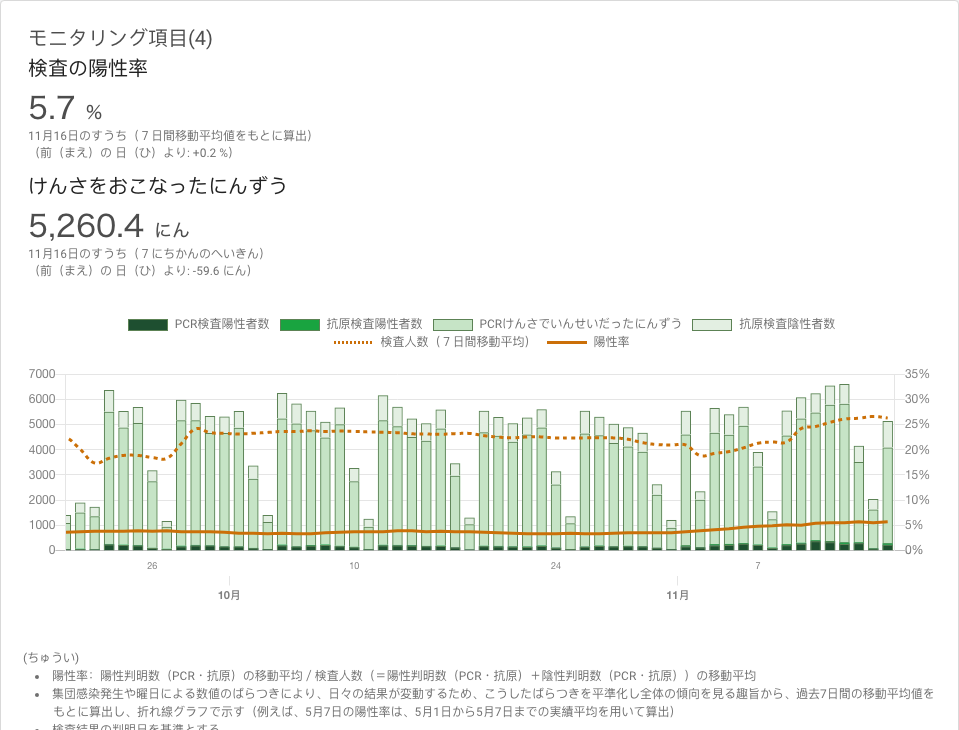 モニタリング項目(4)
検査の陽性率
5.7 %
11月16日のすうち（７日間移動平均値をもとに算出）
（前（まえ）の 日（ひ）より: +0.2 %）
けんさをおこなったにんずう
5,260.4 にん
11月16日のすうち（７にちかんのへいきん）
（前（まえ）の 日（ひ）より: -59.6 にん）
PCR検査陽性者数 抗原検査陽性者数 PCRけんさでいんせいだったにんずう 抗原検査陰性者数
検査人数（７日間移動平均） 陽性率
7000 35%
6000 30%
5000 25%
4000 20%
3000 15%
2000 10%
1000 5%
0 0%
26 10 24 7
10月 11月
(ちゅうい)
• 陽性率：陽性判明数（PCR・抗原）の移動平均 / 検査人数（＝陽性判明数（PCR・抗原）＋陰性判明数（PCR・抗原））の移動平均
• 集団感染発生や曜日による数値のばらつきにより、日々の結果が変動するため、こうしたばらつきを平準化し全体の傾向を見る趣旨から、過去7日間の移動平均値を
もとに算出し、折れ線グラフで示す（例えば、5月7日の陽性率は、5月1日から5月7日までの実績平均を用いて算出）
• 検査結果の判明日を基準とする